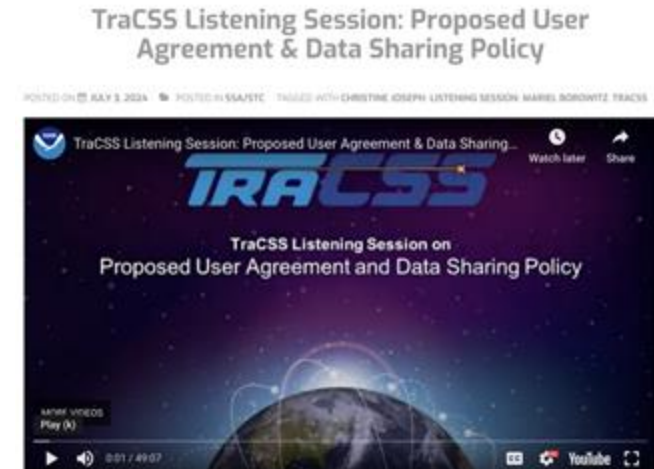 TraCSS Listening Session: Proposed User
Agreement & Data Sharing Policy
POSTED ON JULY 3, 2024 POSTED IN SSA/STC TAGGED WITH CHRISTINE JOSEPH, LISTENING SESSION, MARIEL BOROWITZ, TRACSS
TraCSS Listening Session: Proposed User Agreement & Data Sharing...
Watch later
Share
TRACSS
TraCSS Listening Session on
Proposed User Agreement and Data Sharing Policy
MORE VIDEOS
Play (k)
0:01 / 49:07
CC
YouTube